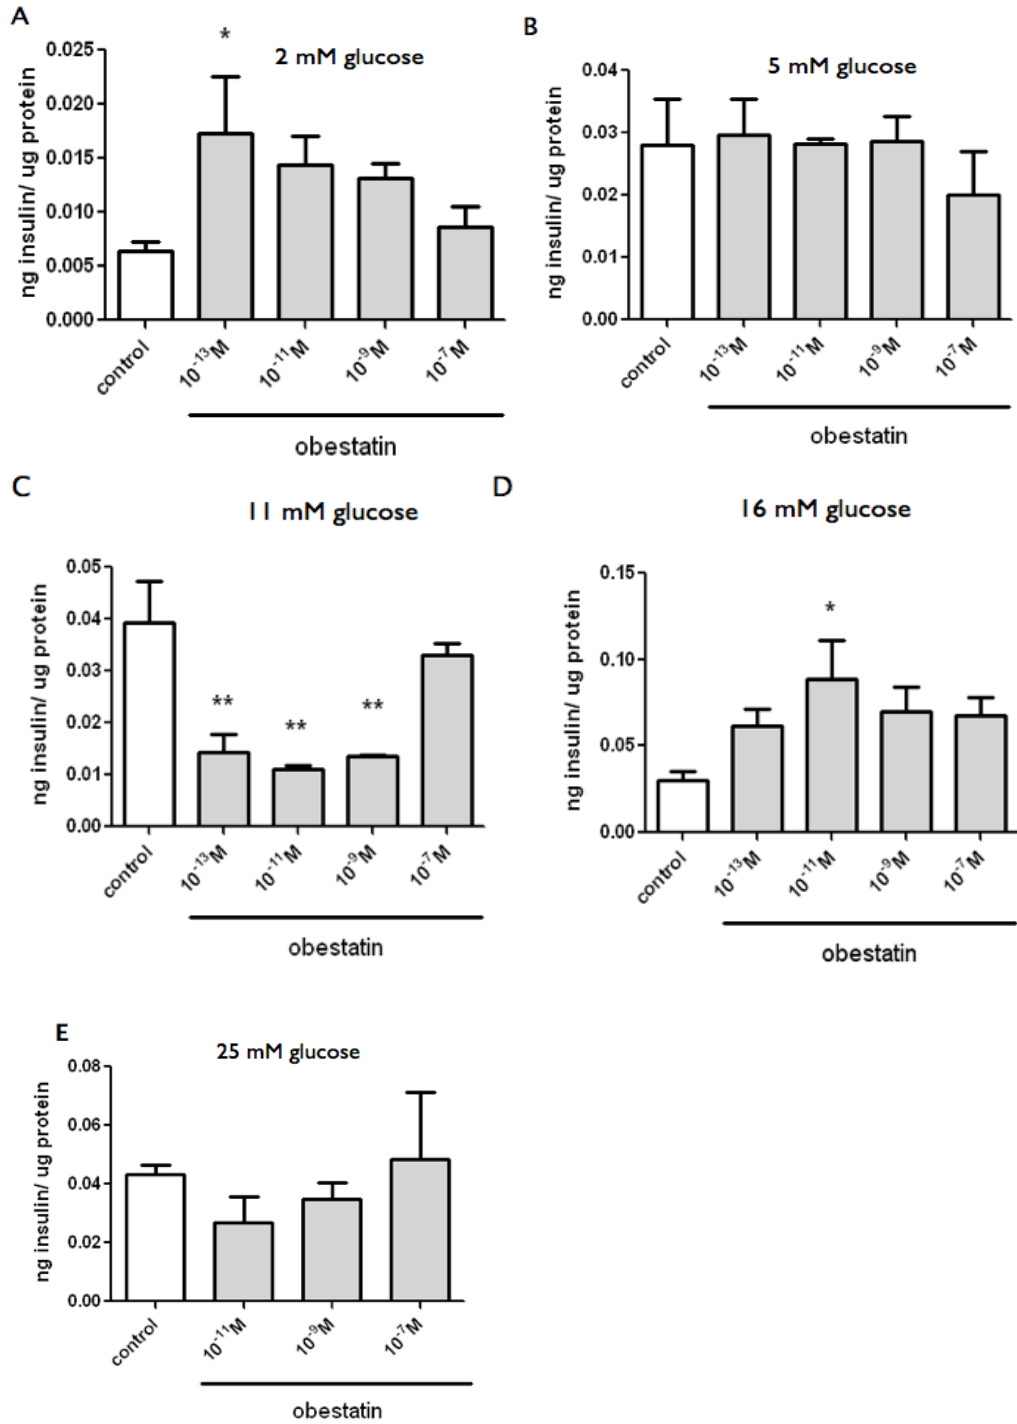 A
2 mM glucose
*
ng insulin/ ug protein
0.025
0.020
0.015
0.010
0.005
0.000
control
10⁻¹³M
10⁻¹¹M
10⁻⁹M
10⁻⁷M
obestatin
B
5 mM glucose
ng insulin/ ug protein
0.04
0.03
0.02
0.01
0.00
control
10⁻¹³M
10⁻¹¹M
10⁻⁹M
10⁻⁷M
obestatin
C
11 mM glucose
ng insulin/ ug protein
0.05
0.04
0.03
0.02
0.01
0.00
**
**
**
control
10⁻¹³M
10⁻¹¹M
10⁻⁹M
10⁻⁷M
obestatin
D
16 mM glucose
ng insulin/ ug protein
0.15
0.10
0.05
0.00
*
control
10⁻¹³M
10⁻¹¹M
10⁻⁹M
10⁻⁷M
obestatin
E
25 mM glucose
ng insulin/ ug protein
0.08
0.06
0.04
0.02
0.00
control
10⁻¹¹M
10⁻⁹M
10⁻⁷M
obestatin